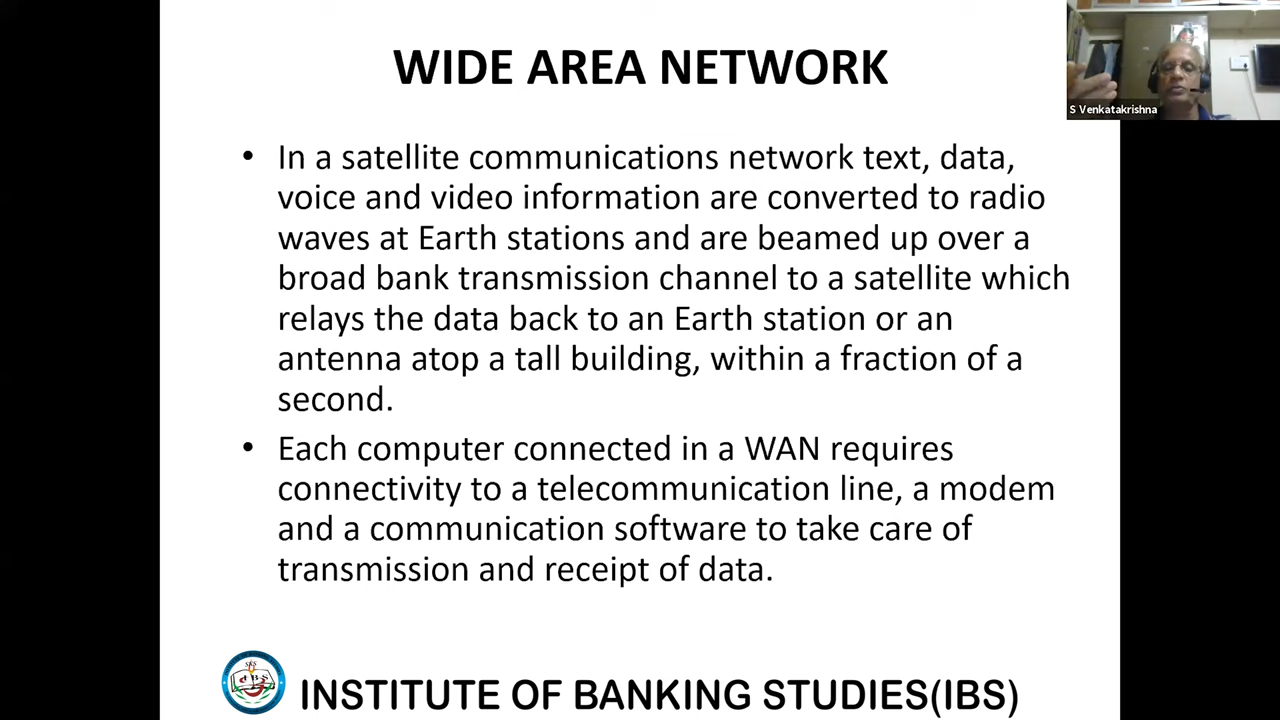 WIDE AREA NETWORK
S Venkatakrishna
• In a satellite communications network text, data,
voice and video information are converted to radio
waves at Earth stations and are beamed up over a
broad bank transmission channel to a satellite which
relays the data back to an Earth station or an
antenna atop a tall building, within a fraction of a
second.
• Each computer connected in a WAN requires
connectivity to a telecommunication line, a modem
and a communication software to take care of
transmission and receipt of data.
INSTITUTE OF BANKING STUDIES(IBS)